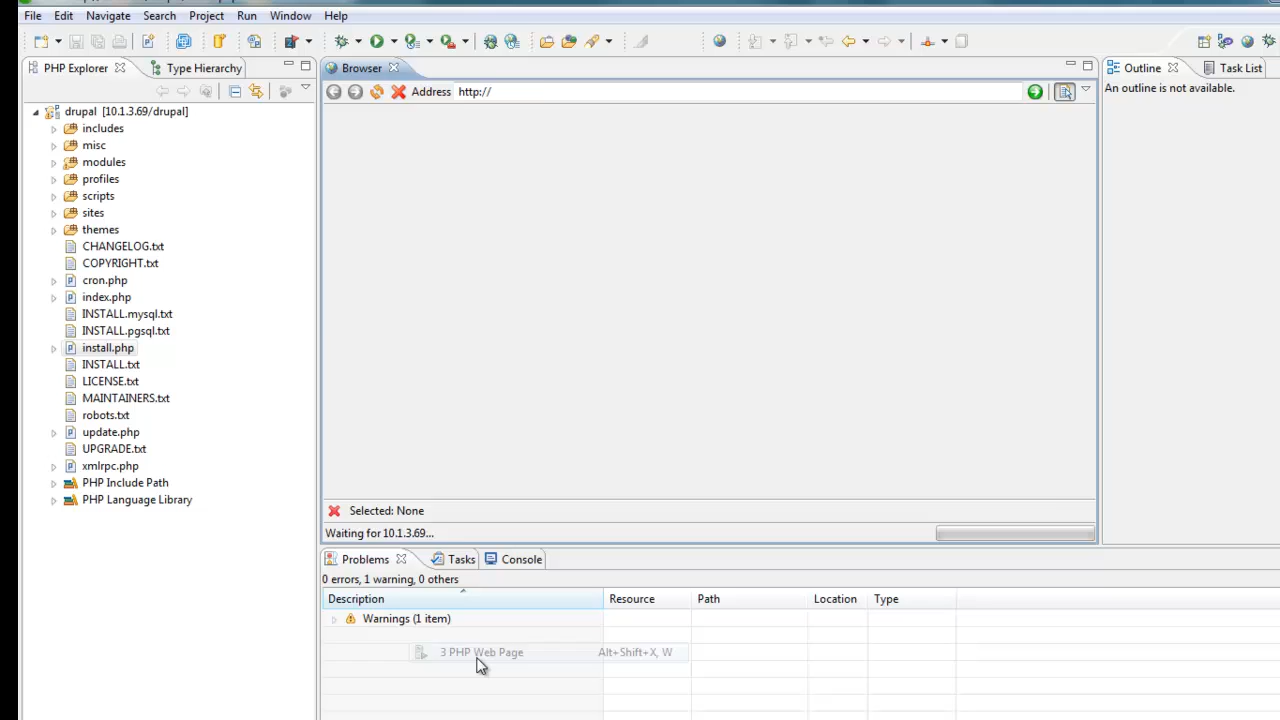 File Edit Navigate Search Project Run Window Help
PHP Explorer
Type Hierarchy
drupal [10.1.3.69/drupal]
includes
misc
modules
profiles
scripts
sites
themes
CHANGELOG.txt
COPYRIGHT.txt
cron.php
index.php
INSTALL.mysql.txt
INSTALL.pgsql.txt
install.php
INSTALL.txt
LICENSE.txt
MAINTAINERS.txt
robots.txt
update.php
UPGRADE.txt
xmlrpc.php
PHP Include Path
PHP Language Library
Browser
Address http://
Selected: None
Waiting for 10.1.3.69...
Outline
Task List
An outline is not available.
Problems
Tasks
Console
0 errors, 1 warning, 0 others
Description Resource Path Location Type
Warnings (1 item)
3 PHP Web Page Alt+Shift+X, W